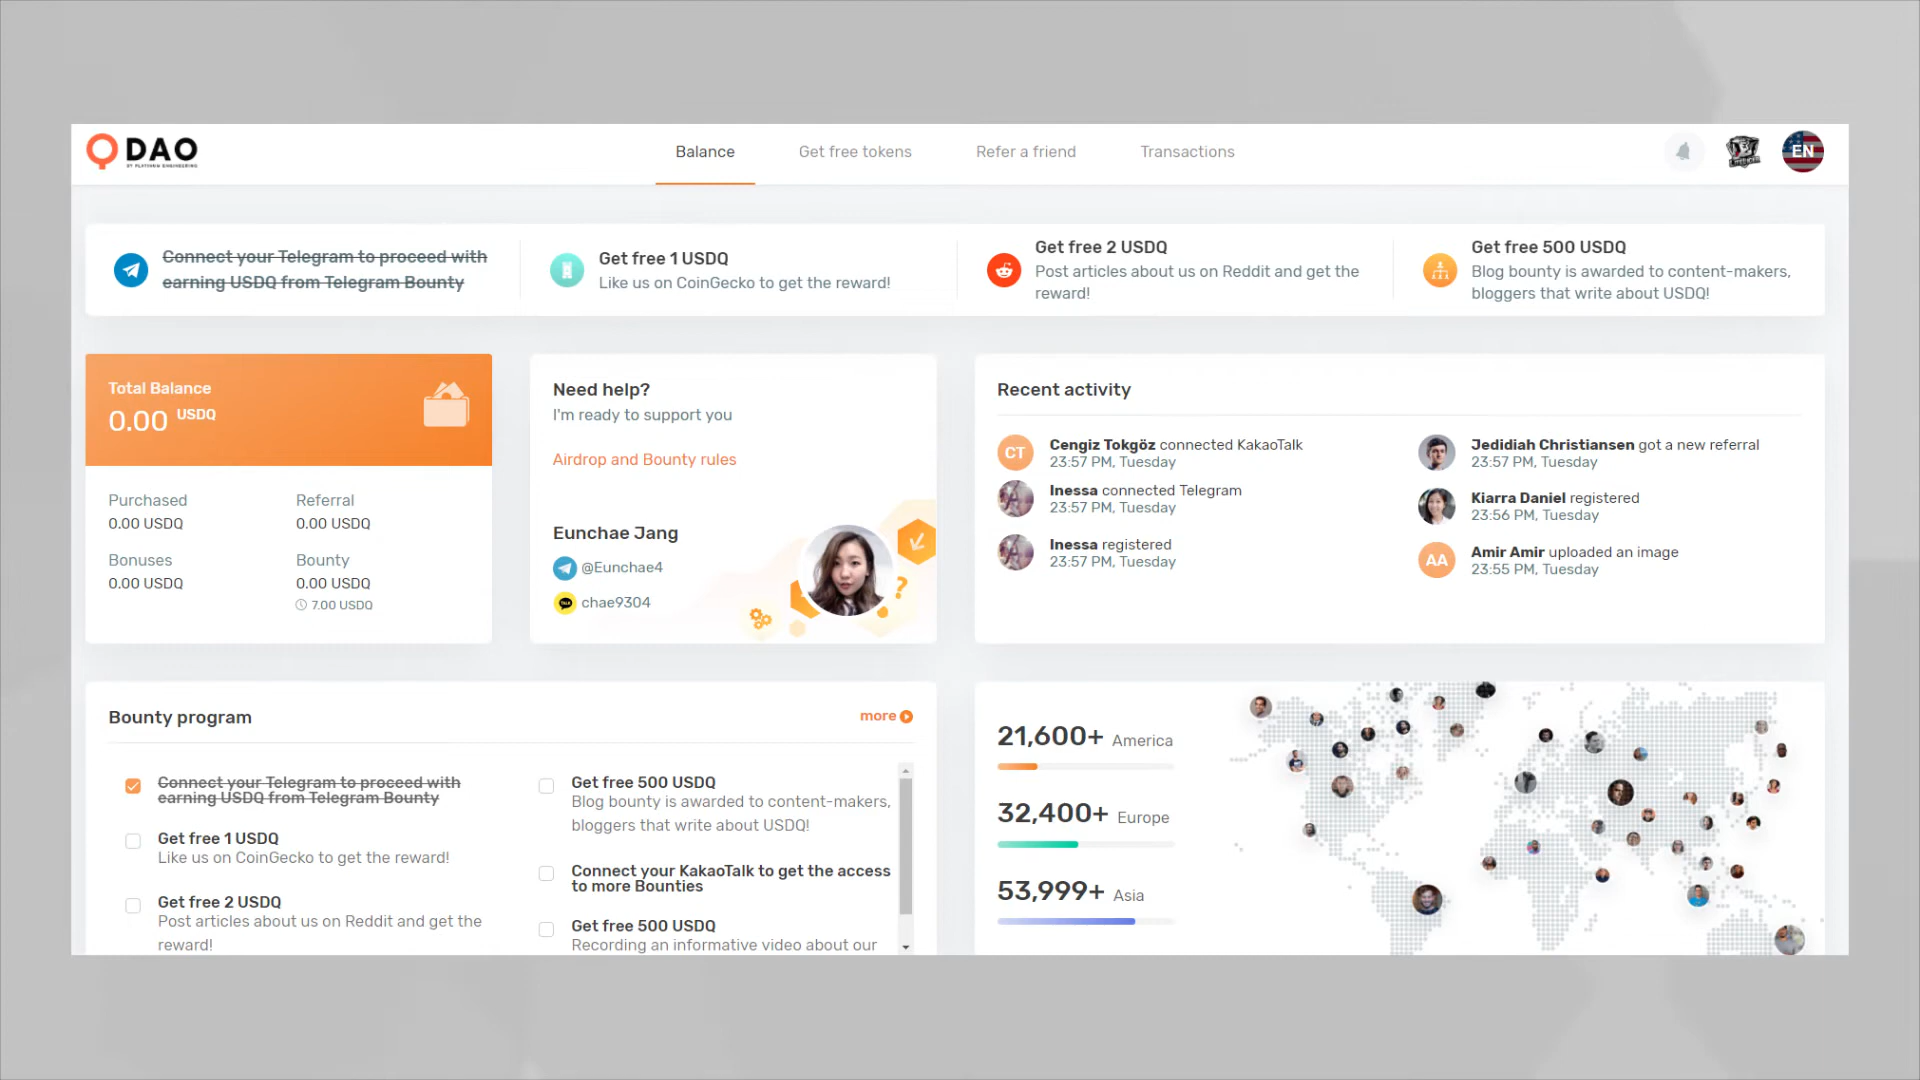 DAO
BY PLATINUM ENGINEERING
Balance
Get free tokens
Refer a friend
Transactions
EN
Connect your Telegram to proceed with
earning USDQ from Telegram Bounty
Get free 1 USDQ
Like us on CoinGecko to get the reward!
Get free 2 USDQ
Post articles about us on Reddit and get the
reward!
Get free 500 USDQ
Blog bounty is awarded to content-makers,
bloggers that write about USDQ!
Total Balance
0.00 USDQ
Purchased
0.00 USDQ
Referral
0.00 USDQ
Bonuses
0.00 USDQ
Bounty
0.00 USDQ
7.00 USDQ
Need help?
I'm ready to support you
Airdrop and Bounty rules
Eunchae Jang
@Eunchae4
TALK
chae9304
Recent activity
CT
Cengiz Tokgöz connected KakaoTalk
23:57 PM, Tuesday
Inessa connected Telegram
23:57 PM, Tuesday
Inessa registered
23:57 PM, Tuesday
Jedidiah Christiansen got a new referral
23:57 PM, Tuesday
Kiarra Daniel registered
23:56 PM, Tuesday
AA
Amir Amir uploaded an image
23:55 PM, Tuesday
Bounty program
more
Connect your Telegram to proceed with
earning USDQ from Telegram Bounty
Get free 1 USDQ
Like us on CoinGecko to get the reward!
Get free 2 USDQ
Post articles about us on Reddit and get the
reward!
Get free 500 USDQ
Blog bounty is awarded to content-makers,
bloggers that write about USDQ!
Connect your KakaoTalk to get the access
to more Bounties
Get free 500 USDQ
Recording an informative video about our
21,600+ America
32,400+ Europe
53,999+ Asia